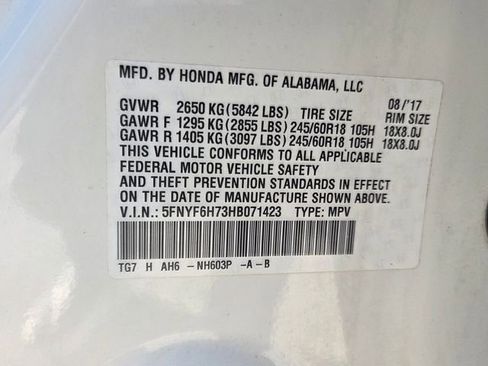 MFD. BY HONDA MFG. OF ALABAMA, LLC
GVWR 2650 KG(5842 LBS) TIRE SIZE 08/'17 RIM SIZE
GAWR F 1295 KG(2855 LBS) 245/60R18 105H 18X8.0J
GAWR R 1405 KG(3097 LBS) 245/60R18 105H 18X8.0J
THIS VEHICLE CONFORMS TO ALL APPLICABLE
FEDERAL MOTOR VEHICLE SAFETY
AND THEFT PREVENTION STANDARDS IN EFFECT
ON THE DATE OF MANUFACTURE SHOWN ABOVE.
V.I.N.: 5FNYF6H73HB071423 TYPE: MPV
TG7 H AH6 -NH603P -A-B